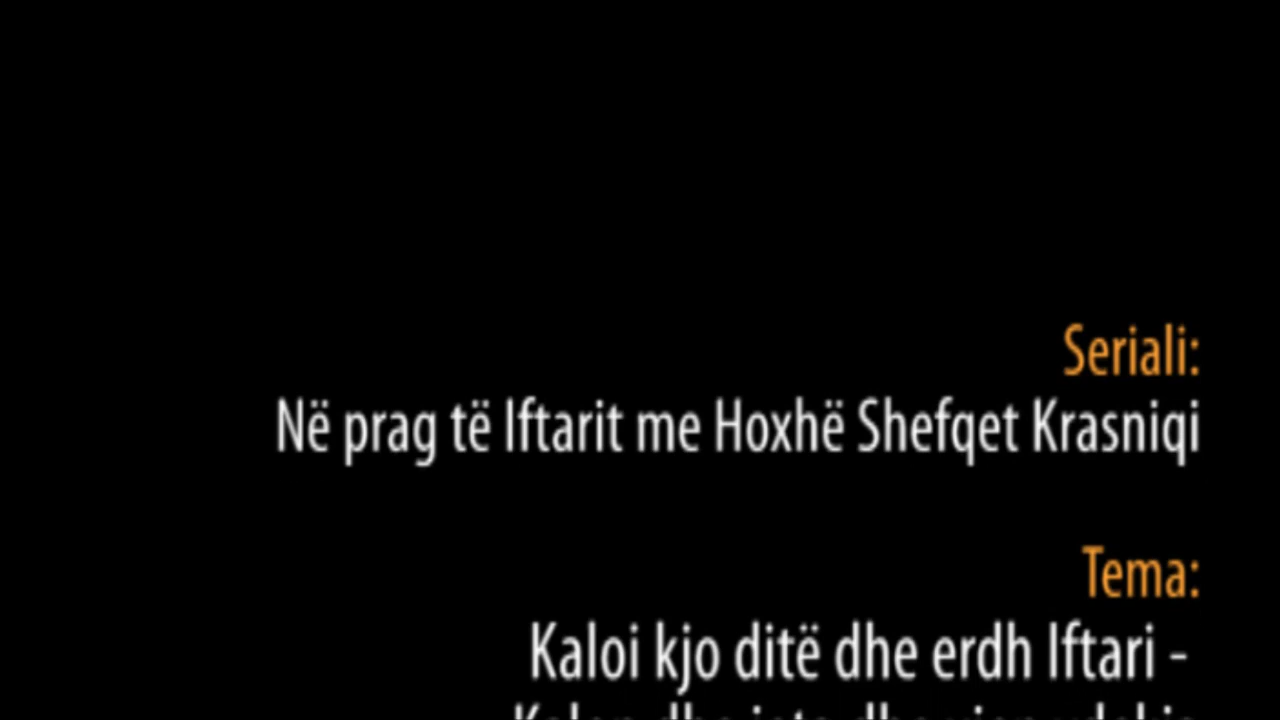 Seriali:
Në prag të Iftarit me Hoxhë Shefqet Krasniqi
Tema:
Kaloi kjo ditë dhe erdh Iftari -